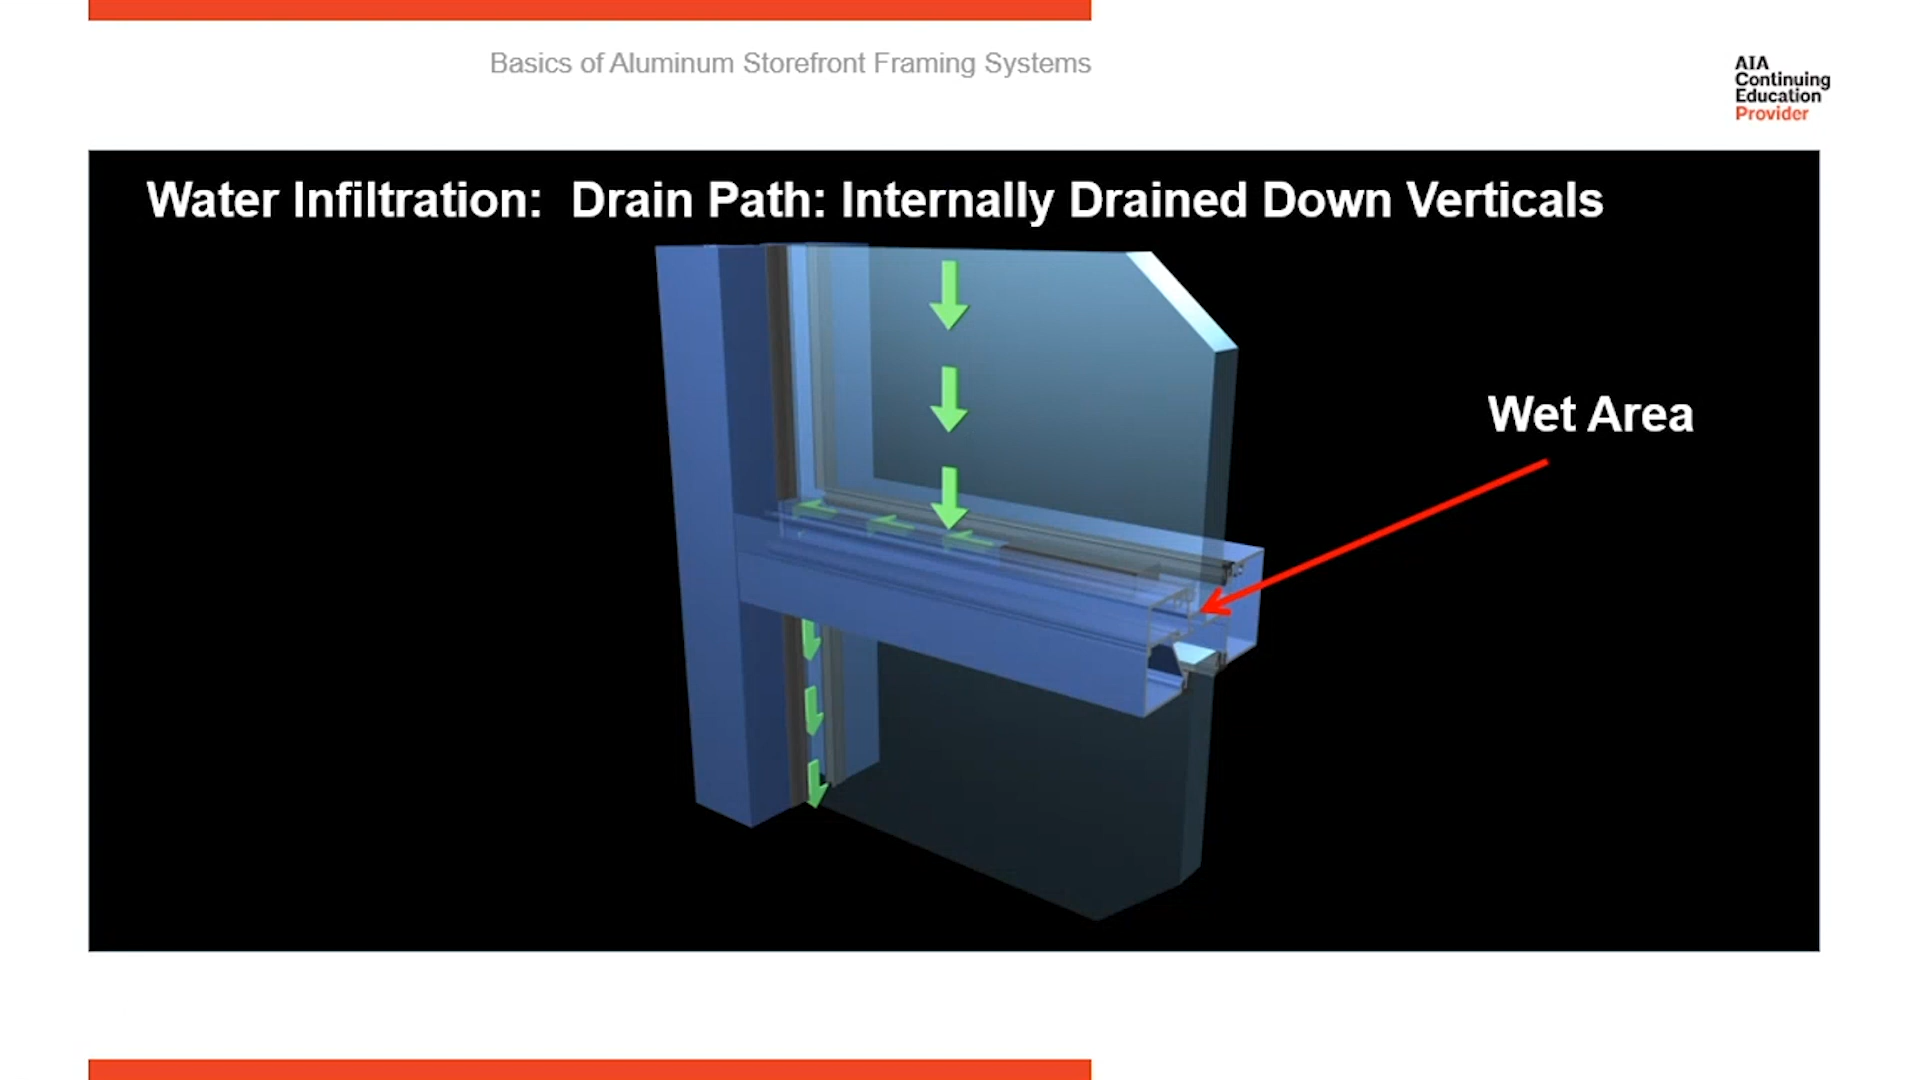 Basics of Aluminum Storefront Framing Systems
AIA
Continuing
Education
Provider
Water Infiltration: Drain Path: Internally Drained Down Verticals
Wet Area